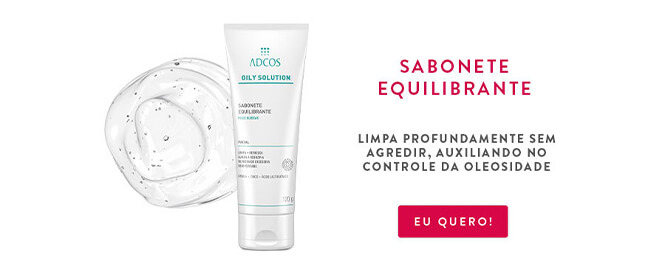 ADCOS
OILY SOLUTION
SABONETE
EQUILIBRANTE
FACIAL
120 g
SABONETE
EQUILIBRANTE
LIMPA PROFUNDAMENTE SEM
AGREDIR, AUXILIANDO NO
CONTROLE DA OLEOSIDADE
EU QUERO!